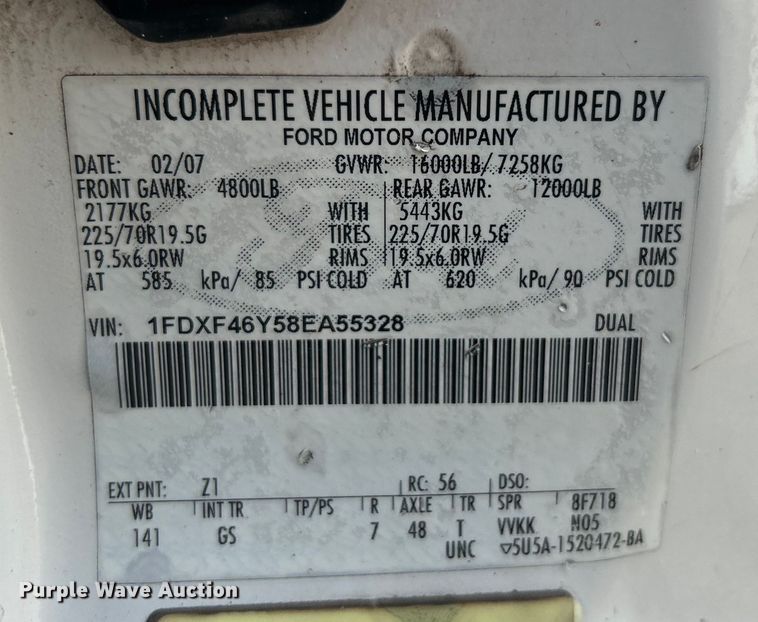 INCOMPLETE VEHICLE MANUFACTURED BY
FORD MOTOR COMPANY
DATE: 02/07 GVWR: 16000LB/ 7258KG
FRONT GAWR: 4800LB REAR GAWR: 12000LB
2177KG WITH 5443KG WITH
225/70R19.5G TIRES 225/70R19.5G TIRES
19.5x6.0RW RIMS 19.5x6.0RW RIMS
AT 585 kPa/ 85 PSI COLD AT 620 kPa/ 90 PSI COLD
VIN: 1FDXF46Y58EA55328 DUAL
EXT PNT: Z1 RC: 56 DSO:
WB INT TR TP/PS R AXLE TR SPR 8F718
141 GS 7 48 T VVKK N05
UNC ▽5U5A-1520472-BA
Purple Wave Auction